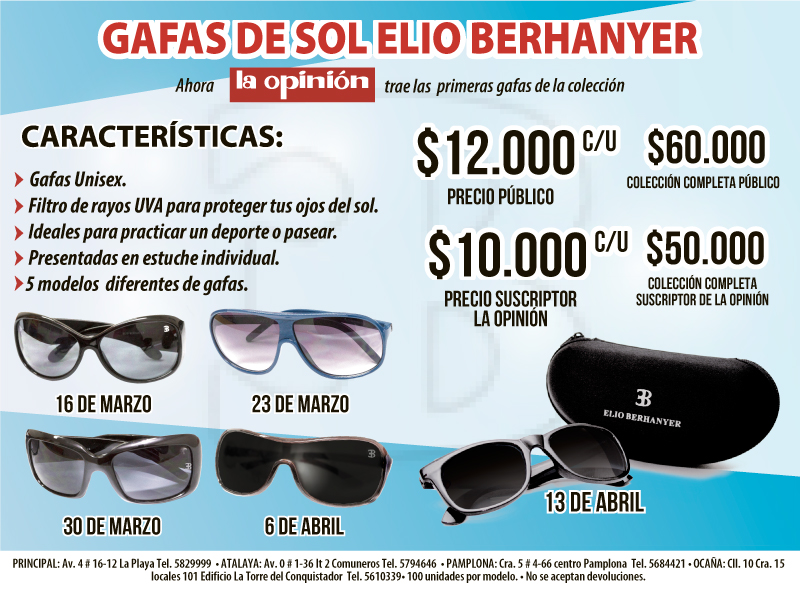 GAFAS DE SOL ELIO BERHANYER
Ahora la opinión trae las primeras gafas de la colección
CARACTERÍSTICAS:
Gafas Unisex.
Filtro de rayos UVA para proteger tus ojos del sol.
Ideales para practicar un deporte o pasear.
Presentadas en estuche individual.
5 modelos diferentes de gafas.
$12.000 C/U
PRECIO PÚBLICO
$60.000
COLECCIÓN COMPLETA PÚBLICO
$10.000 C/U
PRECIO SUSCRIPTOR
LA OPINIÓN
$50.000
COLECCIÓN COMPLETA
SUSCRIPTOR DE LA OPINIÓN
16 DE MARZO
23 DE MARZO
30 DE MARZO
6 DE ABRIL
ELIO BERHANYER
13 DE ABRIL
PRINCIPAL: Av. 4 # 16-12 La Playa Tel. 5829999 • ATALAYA: Av. 0 # 1-36 lt 2 Comuneros Tel. 5794646 • PAMPLONA: Cra. 5 # 4-66 centro Pamplona Tel. 5684421 • OCAÑA: Cll. 10 Cra. 15
locales 101 Edificio La Torre del Conquistador Tel. 5610339• 100 unidades por modelo. • No se aceptan devoluciones.